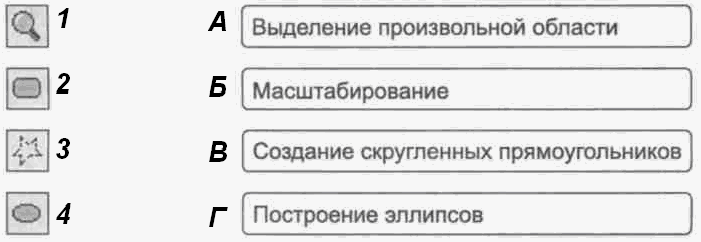 1 А Выделение произвольной области
2 Б Масштабирование
3 В Создание скругленных прямоугольников
4 Г Построение эллипсов